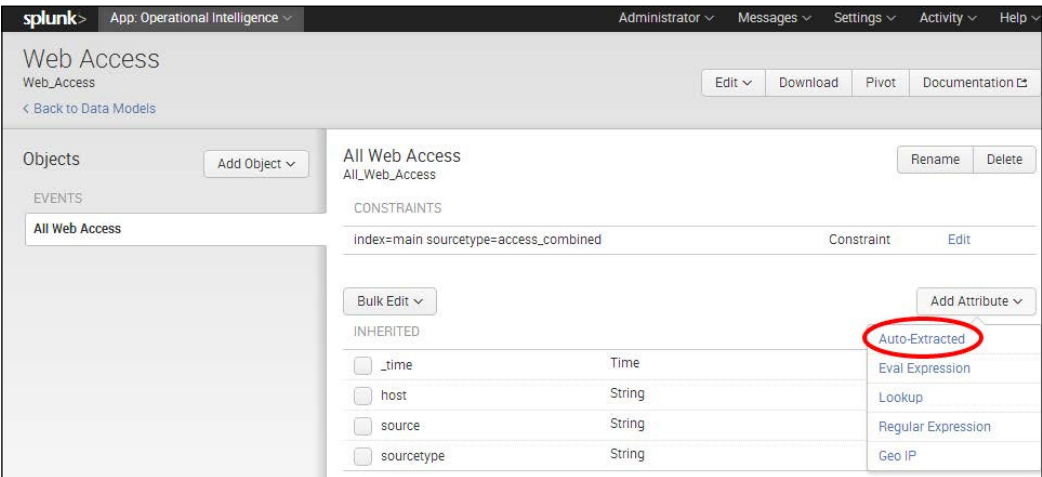 splunk> App: Operational Intelligence Administrator Messages Settings Activity Help
Web Access
Web_Access
Edit Download Pivot Documentation
< Back to Data Models
Objects
Add Object
EVENTS
All Web Access
All Web Access
All_Web_Access
Rename Delete
CONSTRAINTS
index=main sourcetype=access_combined Constraint Edit
Bulk Edit
Add Attribute
INHERITED
_time Time
host String
source String
sourcetype String
Auto-Extracted
Eval Expression
Lookup
Regular Expression
Geo IP